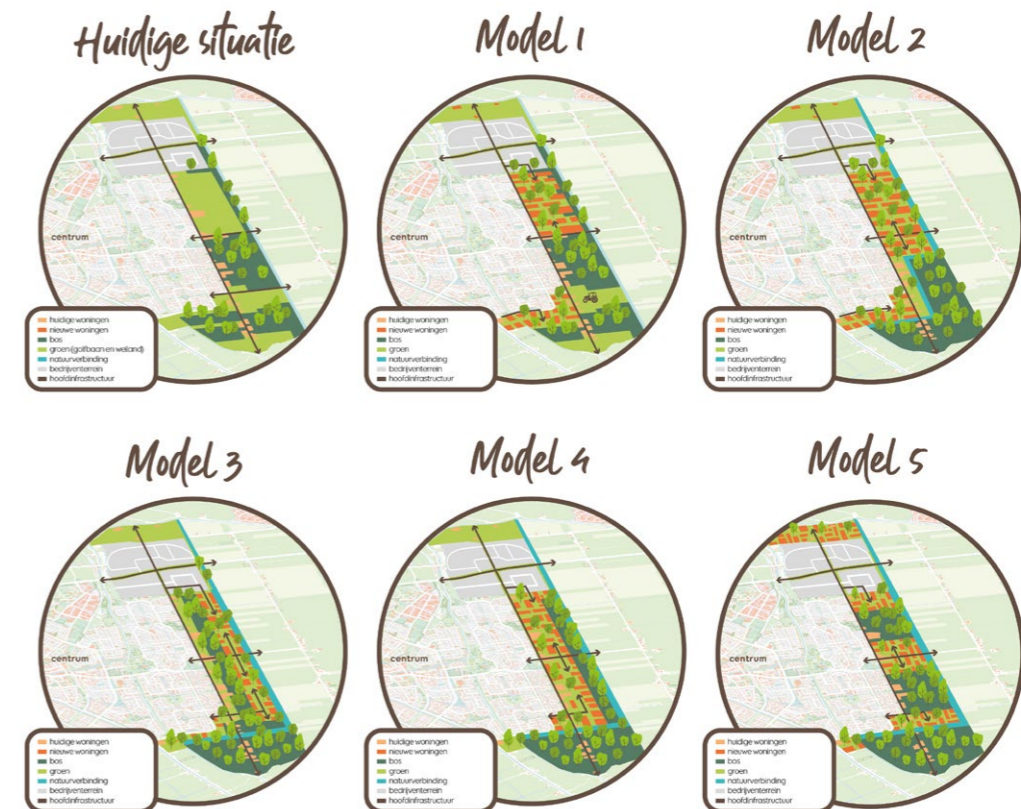 Huidige situatie
Model 1
Model 2
centrum
centrum
centrum
huidige woningen
nieuwe woningen
bos
groen (golfbaan en weiland)
natuurverbinding
bedrijventerrein
hoofdinfrastructuur
huidige woningen
nieuwe woningen
bos
groen
natuurverbinding
bedrijventerrein
hoofdinfrastructuur
huidige woningen
nieuwe woningen
bos
groen
natuurverbinding
bedrijventerrein
hoofdinfrastructuur
Model 3
Model 4
Model 5
centrum
centrum
centrum
huidige woningen
nieuwe woningen
bos
groen
natuurverbinding
bedrijventerrein
hoofdinfrastructuur
huidige woningen
nieuwe woningen
bos
groen
natuurverbinding
bedrijventerrein
hoofdinfrastructuur
huidige woningen
nieuwe woningen
bos
groen
natuurverbinding
bedrijventerrein
hoofdinfrastructuur